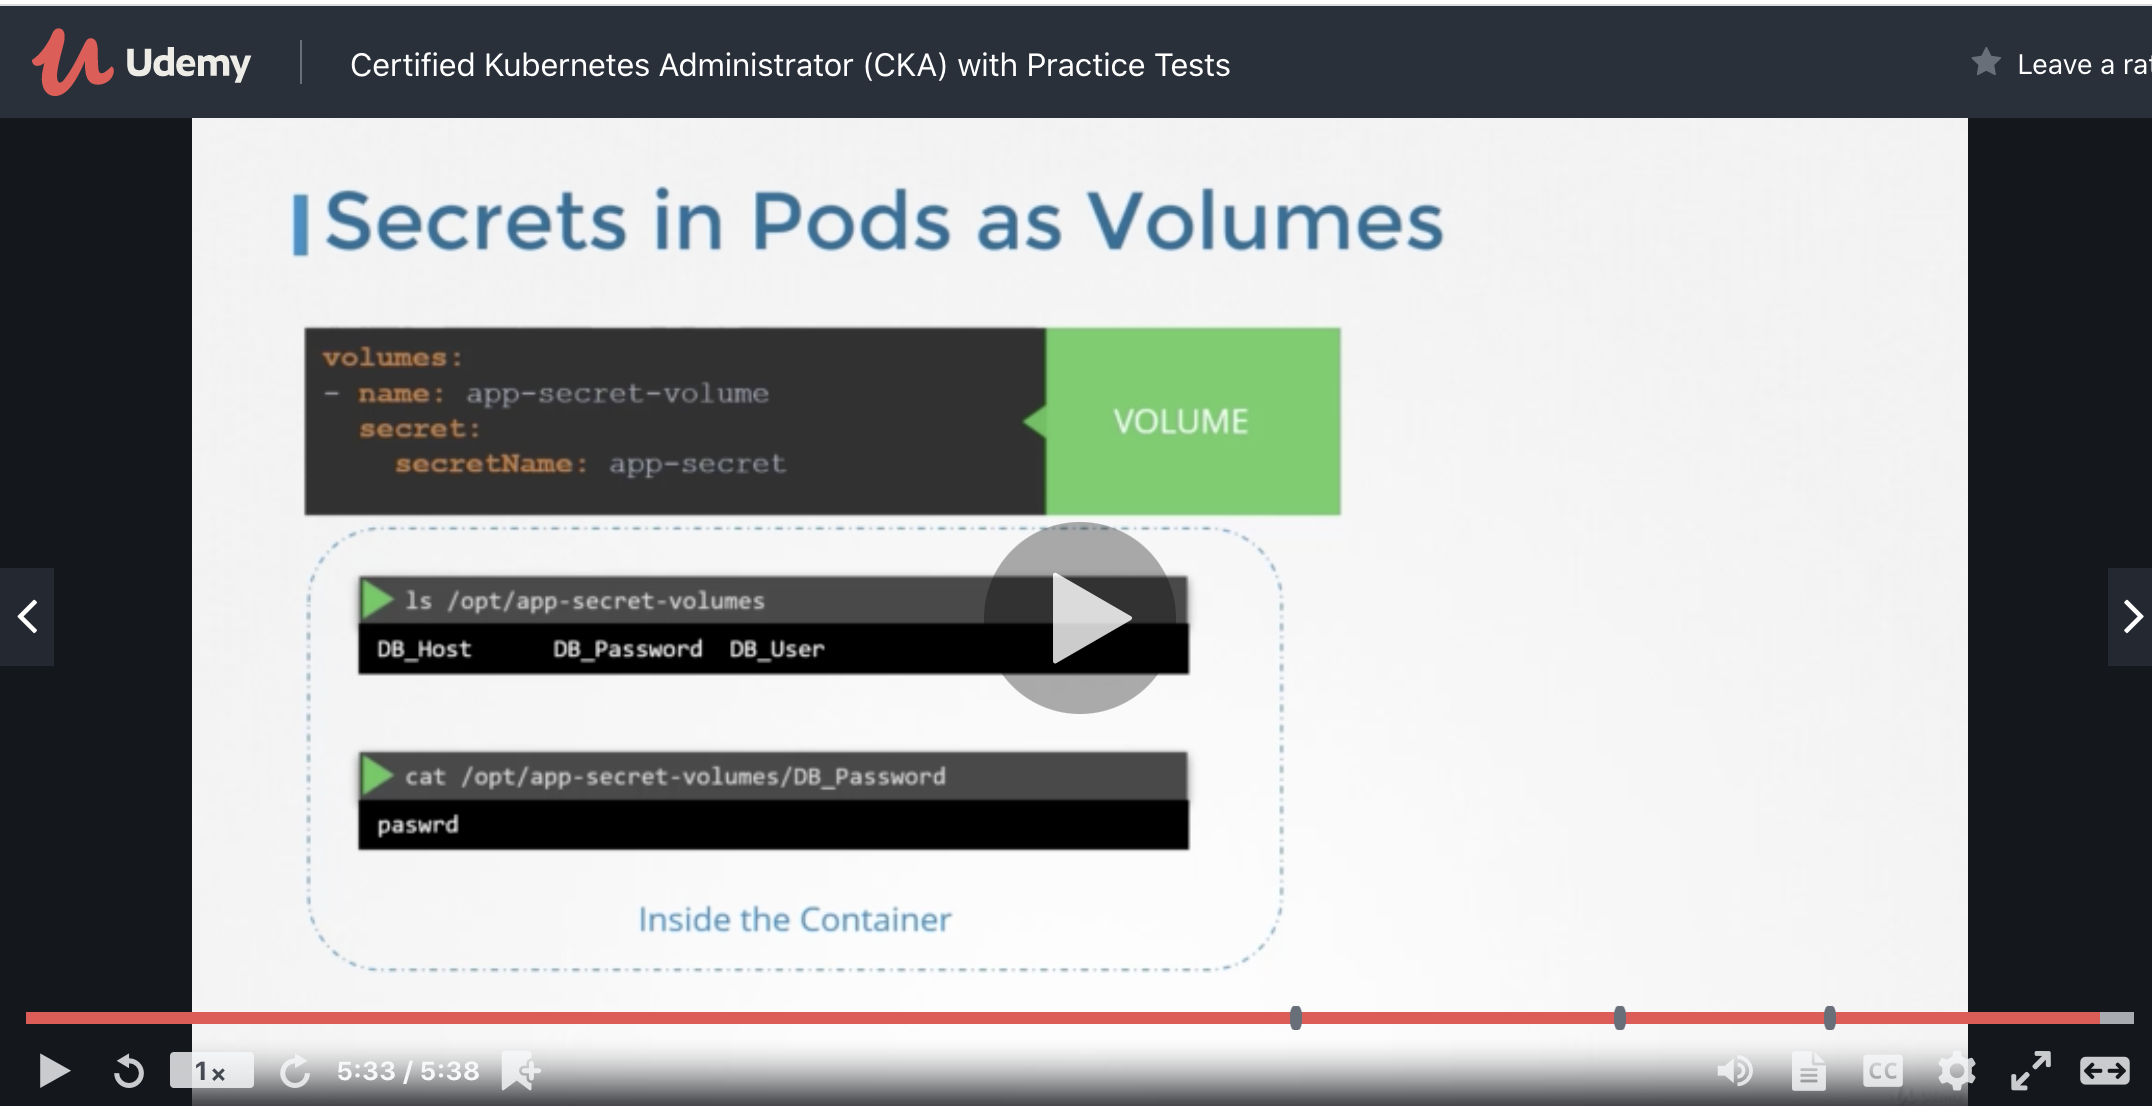 Udemy
Certified Kubernetes Administrator (CKA) with Practice Tests
Leave a rat
Secrets in Pods as Volumes
volumes:
- name: app-secret-volume
secret:
secretName: app-secret
VOLUME
ls /opt/app-secret-volumes
DB_Host DB_Password DB_User
cat /opt/app-secret-volumes/DB_Password
paswrd
Inside the Container
1x
5:33 / 5:38
CC